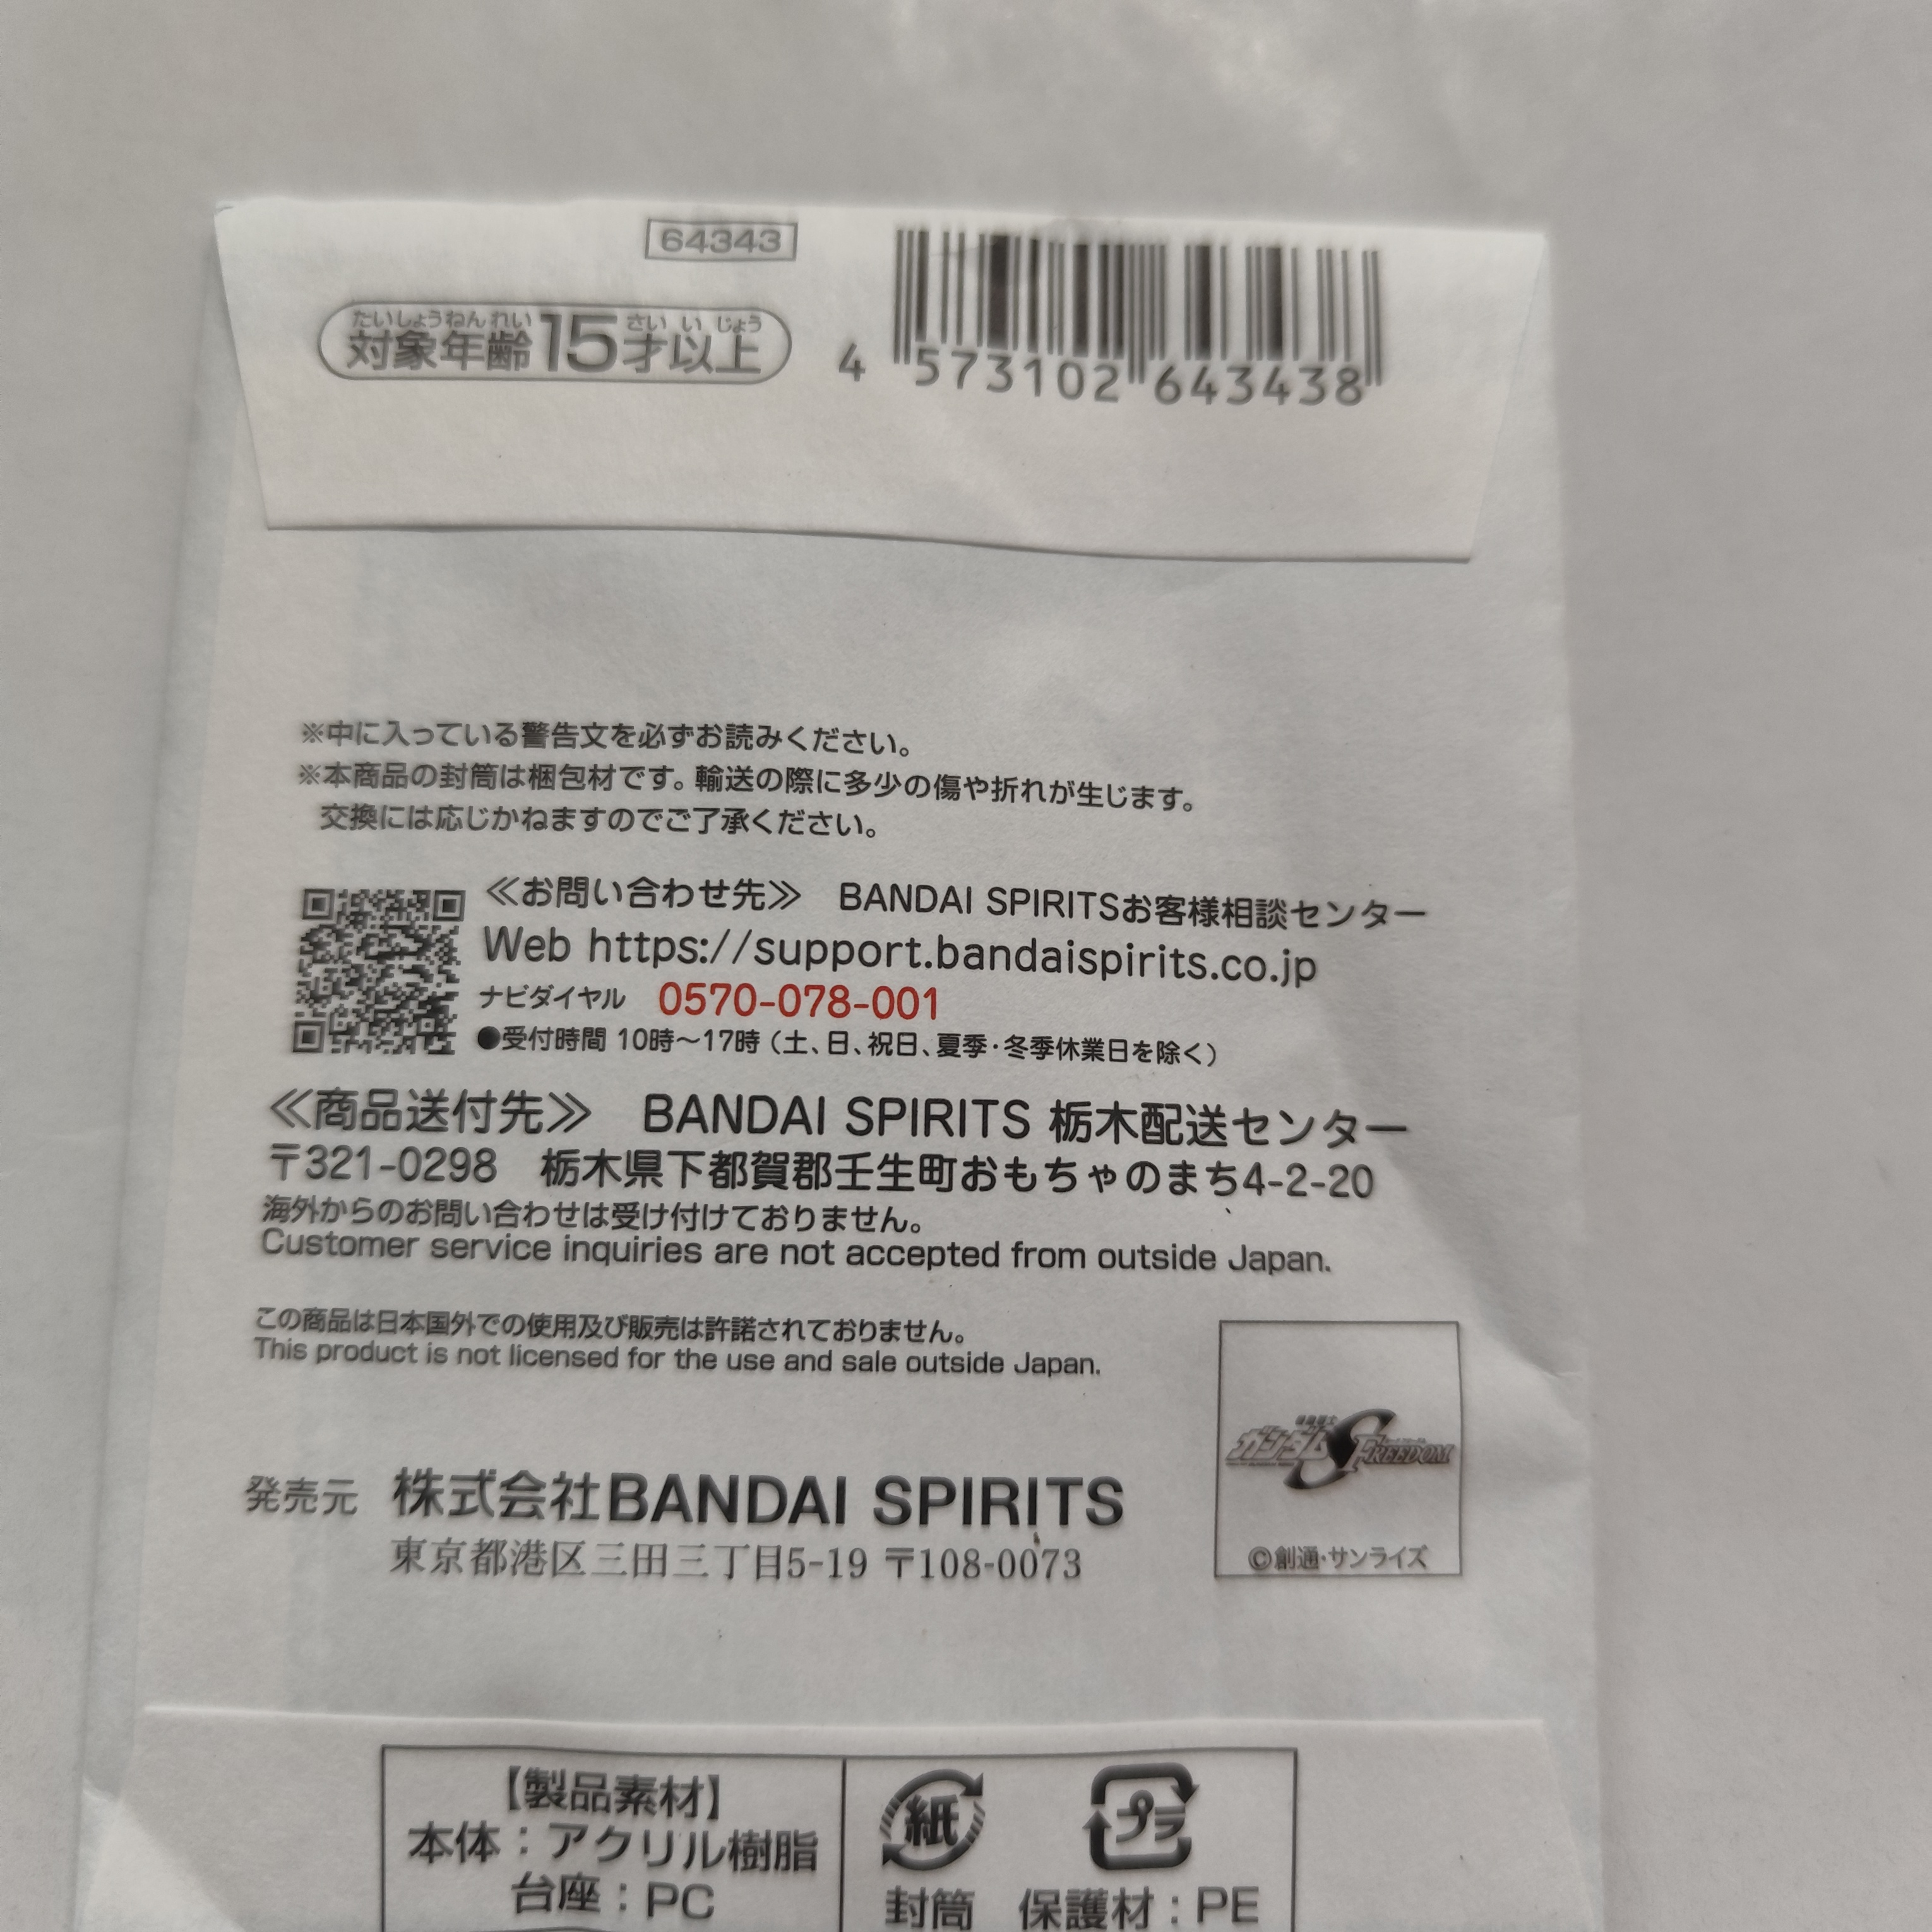 64343
たいしょうねんれい さい い じょう
対象年齢15才以上
4 573102 643438
※中に入っている警告文を必ずお読みください。
※本商品の封筒は梱包材です。輸送の際に多少の傷や折れが生じます。
交換には応じかねますのでご了承ください。
≪お問い合わせ先≫ BANDAI SPIRITSお客様相談センター
Web https://support.bandaispirits.co.jp
ナビダイヤル 0570-078-001
●受付時間 10時～17時（土、日、祝日、夏季・冬季休業日を除く）
≪商品送付先≫ BANDAI SPIRITS 栃木配送センター
〒321-0298 栃木県下都賀郡壬生町おもちゃのまち4-2-20
海外からのお問い合わせは受け付けておりません。
Customer service inquiries are not accepted from outside Japan.
この商品は日本国外での使用及び販売は許諾されておりません。
This product is not licensed for the use and sale outside Japan.
機動戦士
ガンダムSEED FREEDOM
©創通・サンライズ
発売元 株式会社BANDAI SPIRITS
東京都港区三田三丁目5-19 〒108-0073
【製品素材】
本体：アクリル樹脂
台座：PC
紙
封筒
プラ
保護材：PE